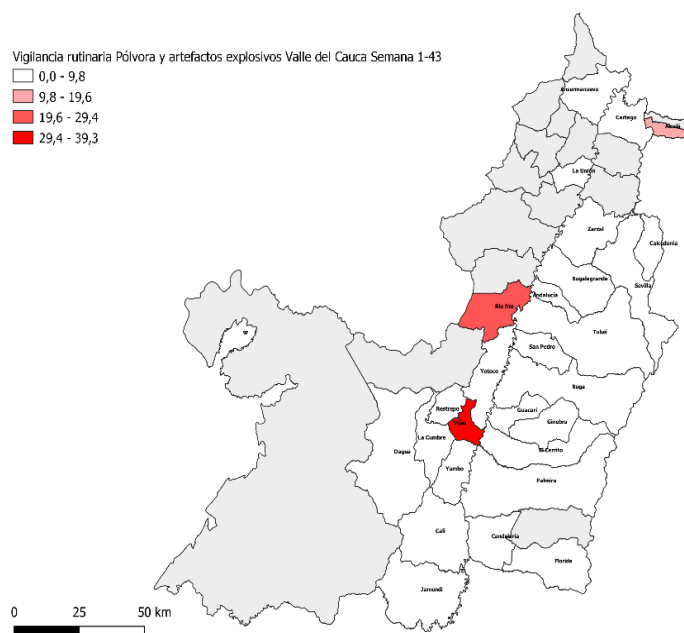 Vigilancia rutinaria Pólvora y artefactos explosivos Valle del Cauca Semana 1-43
0,0 - 9,8
9,8 - 19,6
19,6 - 29,4
29,4 - 39,3
Ansermanuevo
Cartago
Alcalá
La Unión
Zarzal
Caicedonia
Bugalagrande
Sevilla
Andalucía
Rio frio
Tuluá
San Pedro
Yotoco
Buga
Restrepo
Guacarí
Vijes
Ginebra
La Cumbre
El Cerrito
Dagua
Yumbo
Palmira
Cali
Candelaria
Florida
Jamundí
0 25 50 km